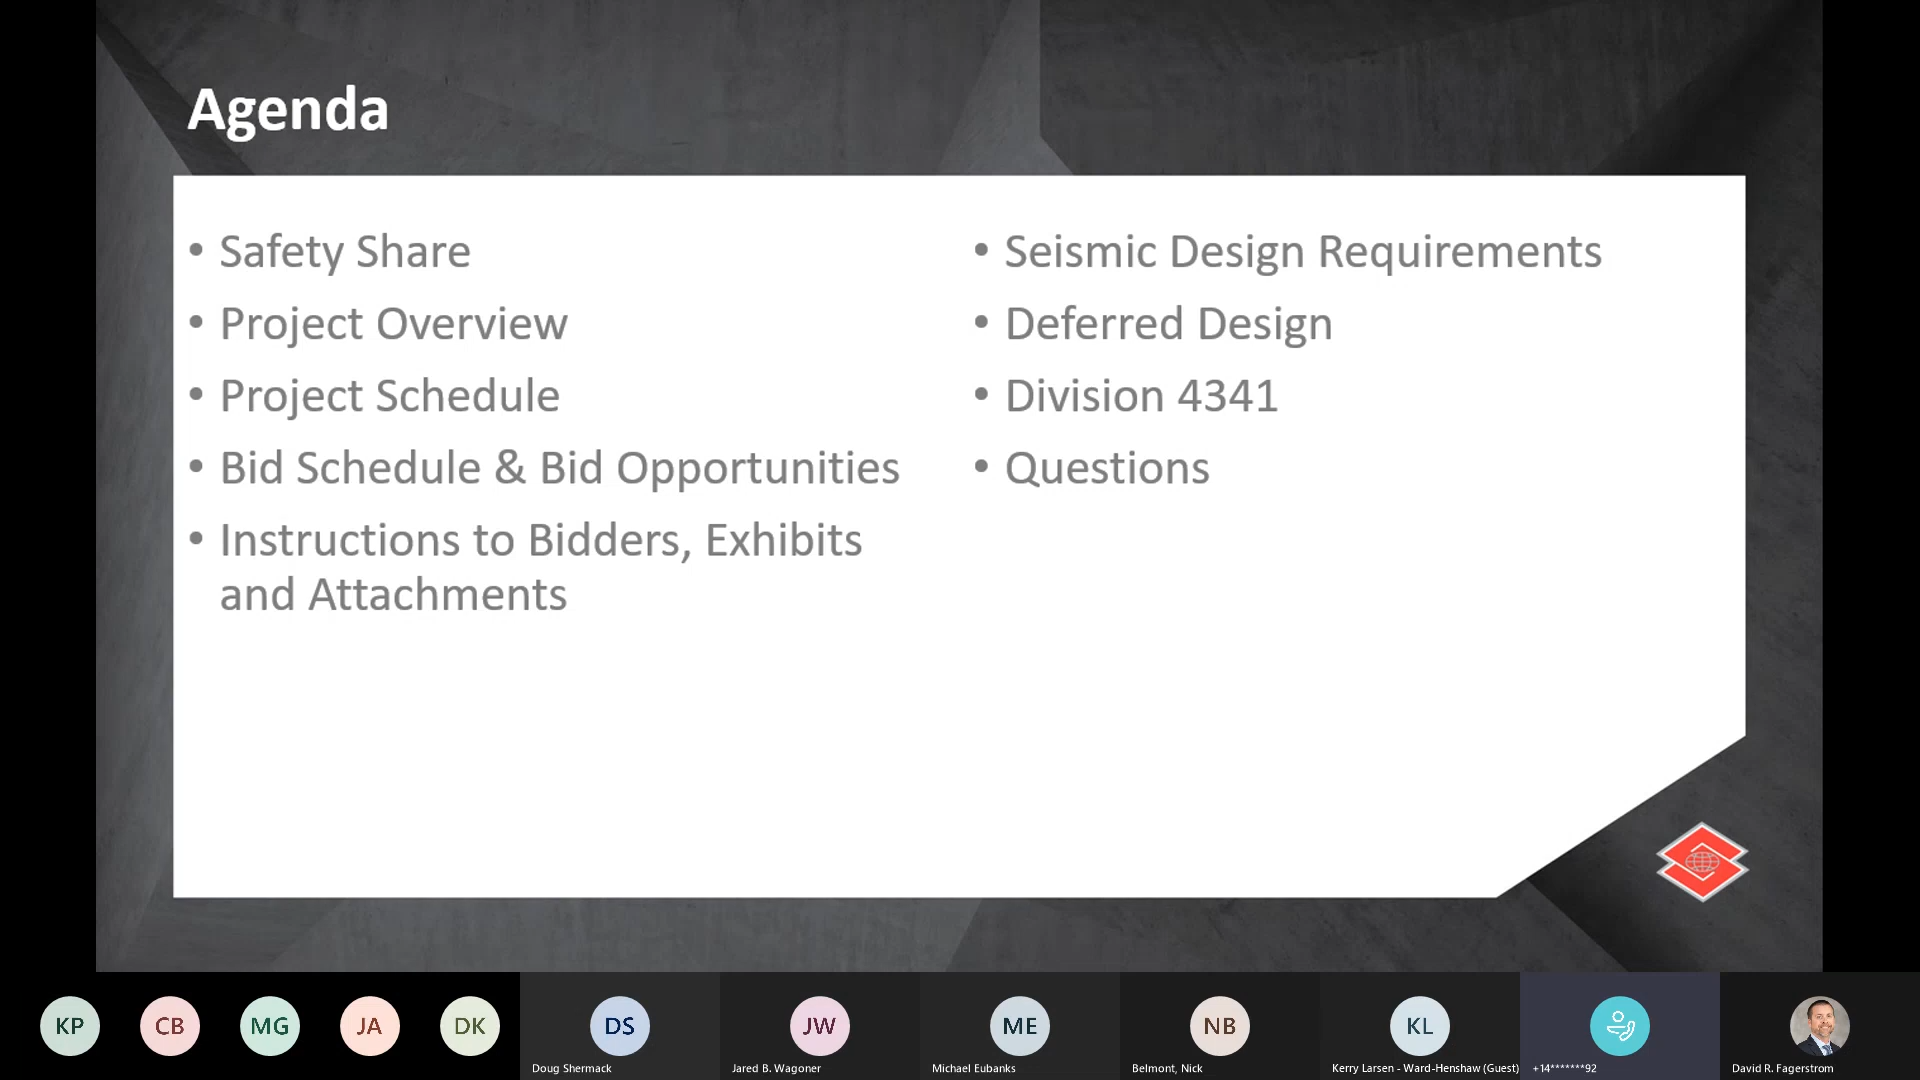 Agenda
• Safety Share
• Project Overview
• Project Schedule
• Bid Schedule & Bid Opportunities
• Instructions to Bidders, Exhibits
and Attachments
• Seismic Design Requirements
• Deferred Design
• Division 4341
• Questions
KP
CB
MG
JA
DK
DS
JW
ME
NB
KL
Doug Shermack
Jared B. Wagoner
Michael Eubanks
Belmont, Nick
Kerry Larsen - Ward-Henshaw (Guest)
+14*******92
David R. Fagerstrom